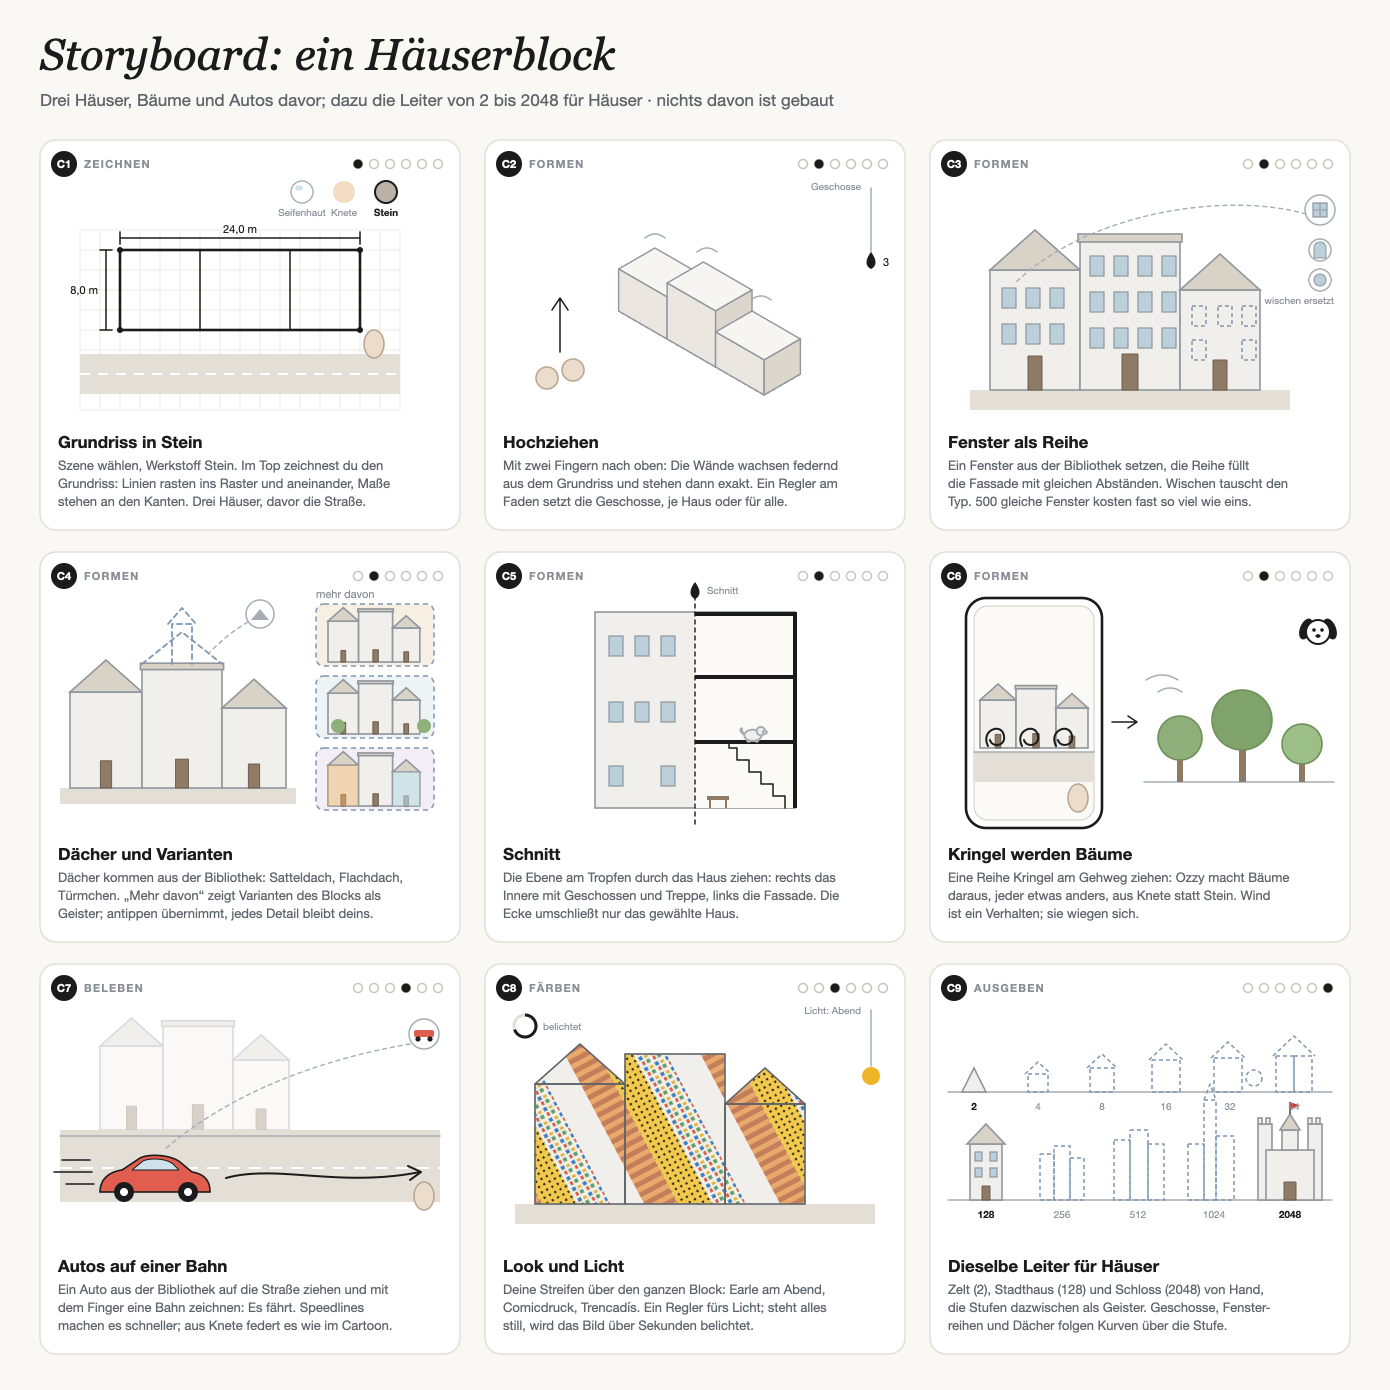 Storyboard: ein Häuserblock
Drei Häuser, Bäume und Autos davor; dazu die Leiter von 2 bis 2048 für Häuser · nichts davon ist gebaut
C1 ZEICHNEN
Seifenhaut Knete Stein
24,0 m
8,0 m
Grundriss in Stein
Szene wählen, Werkstoff Stein. Im Top zeichnest du den
Grundriss: Linien rasten ins Raster und aneinander, Maße
stehen an den Kanten. Drei Häuser, davor die Straße.
C2 FORMEN
Geschosse
3
Hochziehen
Mit zwei Fingern nach oben: Die Wände wachsen federnd
aus dem Grundriss und stehen dann exakt. Ein Regler am
Faden setzt die Geschosse, je Haus oder für alle.
C3 FORMEN
wischen ersetzt
Fenster als Reihe
Ein Fenster aus der Bibliothek setzen, die Reihe füllt
die Fassade mit gleichen Abständen. Wischen tauscht den
Typ. 500 gleiche Fenster kosten fast so viel wie eins.
C4 FORMEN
mehr davon
Dächer und Varianten
Dächer kommen aus der Bibliothek: Satteldach, Flachdach,
Türmchen. „Mehr davon“ zeigt Varianten des Blocks als
Geister; antippen übernimmt, jedes Detail bleibt deins.
C5 FORMEN
Schnitt
Schnitt
Die Ebene am Tropfen durch das Haus ziehen: rechts das
Innere mit Geschossen und Treppe, links die Fassade. Die
Ecke umschließt nur das gewählte Haus.
C6 FORMEN
Kringel werden Bäume
Eine Reihe Kringel am Gehweg ziehen: Ozzy macht Bäume
daraus, jeder etwas anders, aus Knete statt Stein. Wind
ist ein Verhalten; sie wiegen sich.
C7 BELEBEN
Autos auf einer Bahn
Ein Auto aus der Bibliothek auf die Straße ziehen und mit
dem Finger eine Bahn zeichnen: Es fährt. Speedlines
machen es schneller; aus Knete federt es wie im Cartoon.
C8 FÄRBEN
belichtet
Licht: Abend
Look und Licht
Deine Streifen über den ganzen Block: Earle am Abend,
Comicdruck, Trencadís. Ein Regler fürs Licht; steht alles
still, wird das Bild über Sekunden belichtet.
C9 AUSGEBEN
2 4 8 16 32
128 256 512 1024 2048
Dieselbe Leiter für Häuser
Zelt (2), Stadthaus (128) und Schloss (2048) von Hand,
die Stufen dazwischen als Geister. Geschosse, Fenster-
reihen und Dächer folgen Kurven über die Stufe.